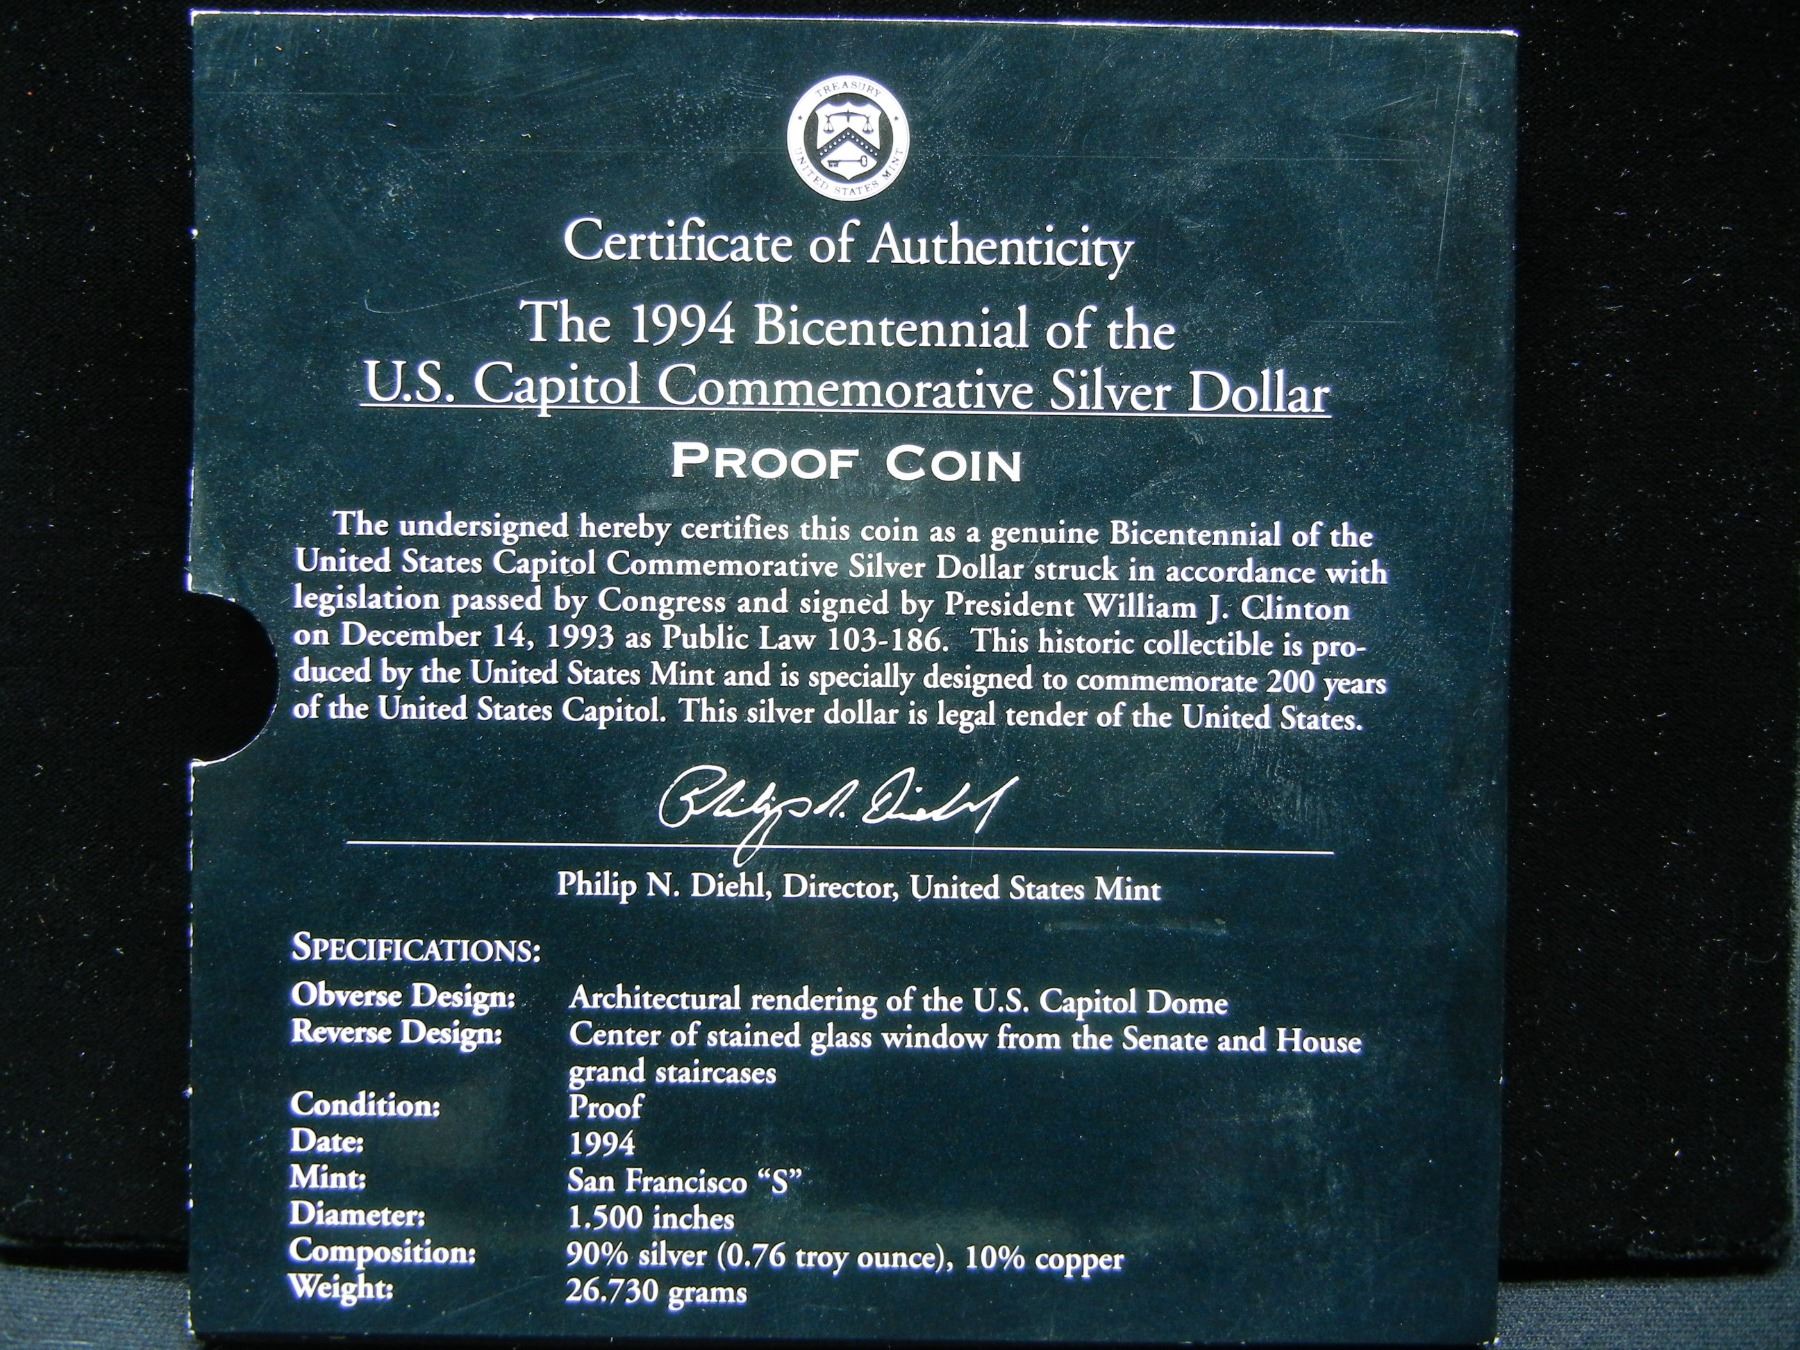 TREASURY
UNITED STATES MINT
Certificate of Authenticity
The 1994 Bicentennial of the
U.S. Capitol Commemorative Silver Dollar
PROOF COIN
The undersigned hereby certifies this coin as a genuine Bicentennial of the
United States Capitol Commemorative Silver Dollar struck in accordance with
legislation passed by Congress and signed by President William J. Clinton
on December 14, 1993 as Public Law 103-186. This historic collectible is pro-
duced by the United States Mint and is specially designed to commemorate 200 years
of the United States Capitol. This silver dollar is legal tender of the United States.
Philip N. Diehl
Philip N. Diehl, Director, United States Mint
SPECIFICATIONS:
Obverse Design: Architectural rendering of the U.S. Capitol Dome
Reverse Design: Center of stained glass window from the Senate and House
grand staircases
Condition: Proof
Date: 1994
Mint: San Francisco “S”
Diameter: 1.500 inches
Composition: 90% silver (0.76 troy ounce), 10% copper
Weight: 26.730 grams